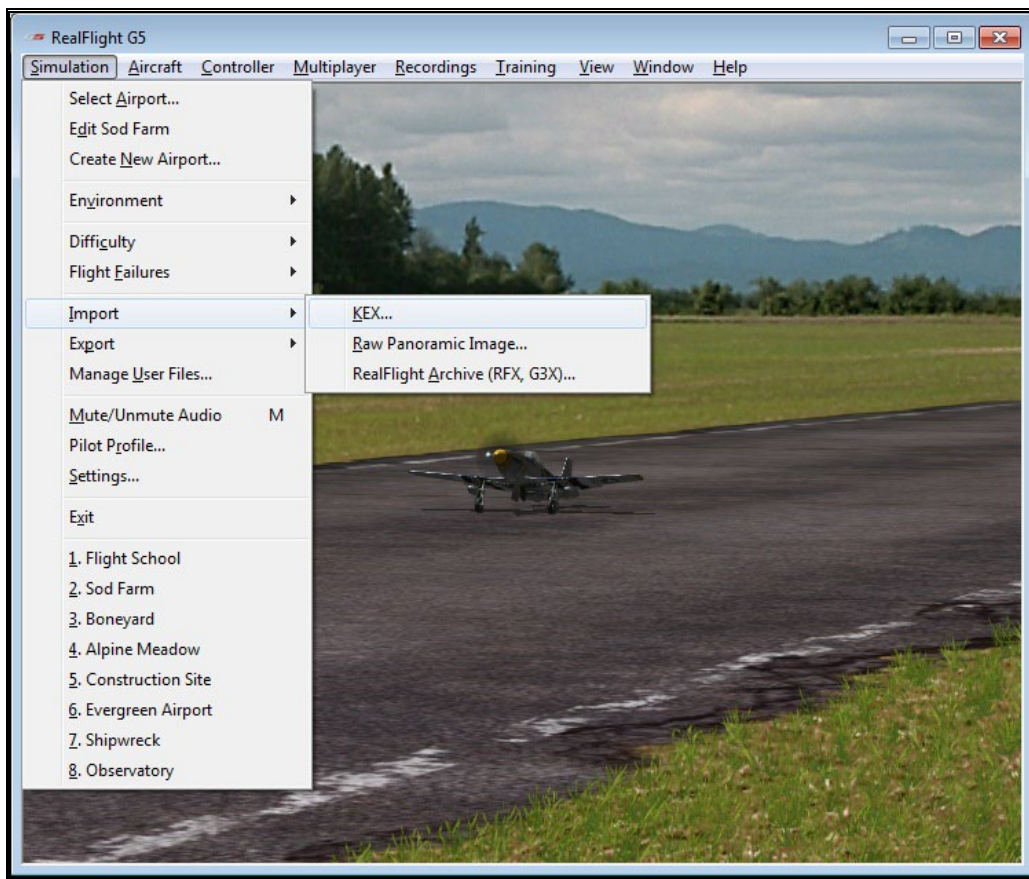 RealFlight G5
Simulation Aircraft Controller Multiplayer Recordings Training View Window Help
Select Airport...
Edit Sod Farm
Create New Airport...
Environment
Difficulty
Flight Failures
Import
KEX...
Export
Raw Panoramic Image...
Manage User Files...
RealFlight Archive (RFX, G3X)...
Mute/Unmute Audio M
Pilot Profile...
Settings...
Exit
1. Flight School
2. Sod Farm
3. Boneyard
4. Alpine Meadow
5. Construction Site
6. Evergreen Airport
7. Shipwreck
8. Observatory